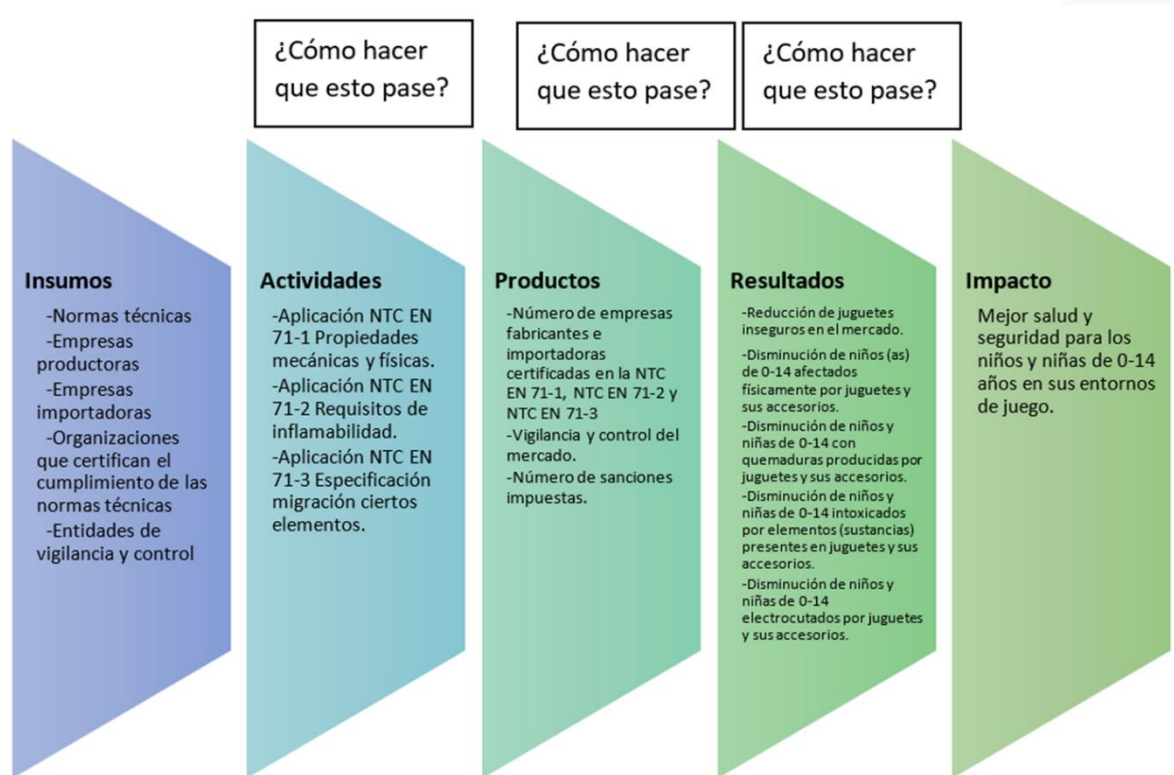 ¿Cómo hacer
que esto pase?
¿Cómo hacer
que esto pase?
¿Cómo hacer
que esto pase?
Insumos
-Normas técnicas
-Empresas
productoras
-Empresas
importadoras
-Organizaciones
que certifican el
cumplimiento de las
normas técnicas
-Entidades de
vigilancia y control
Actividades
-Aplicación NTC EN
71-1 Propiedades
mecánicas y físicas.
-Aplicación NTC EN
71-2 Requisitos de
inflamabilidad.
-Aplicación NTC EN
71-3 Especificación
migración ciertos
elementos.
Productos
-Número de empresas
fabricantes e
importadoras
certificadas en la NTC
EN 71-1, NTC EN 71-2 y
NTC EN 71-3
-Vigilancia y control del
mercado.
-Número de sanciones
impuestas.
Resultados
-Reducción de juguetes
inseguros en el mercado.
-Disminución de niños (as)
de 0-14 afectados
físicamente por juguetes y
sus accesorios.
-Disminución de niños y
niñas de 0-14 con
quemaduras producidas por
juguetes y sus accesorios.
-Disminución de niños y
niñas de 0-14 intoxicados
por elementos (sustancias)
presentes en juguetes y sus
accesorios.
-Disminución de niños y
niñas de 0-14
electrocutados por juguetes
y sus accesorios.
Impacto
Mejor salud y
seguridad para los
niños y niñas de 0-14
años en sus entornos
de juego.